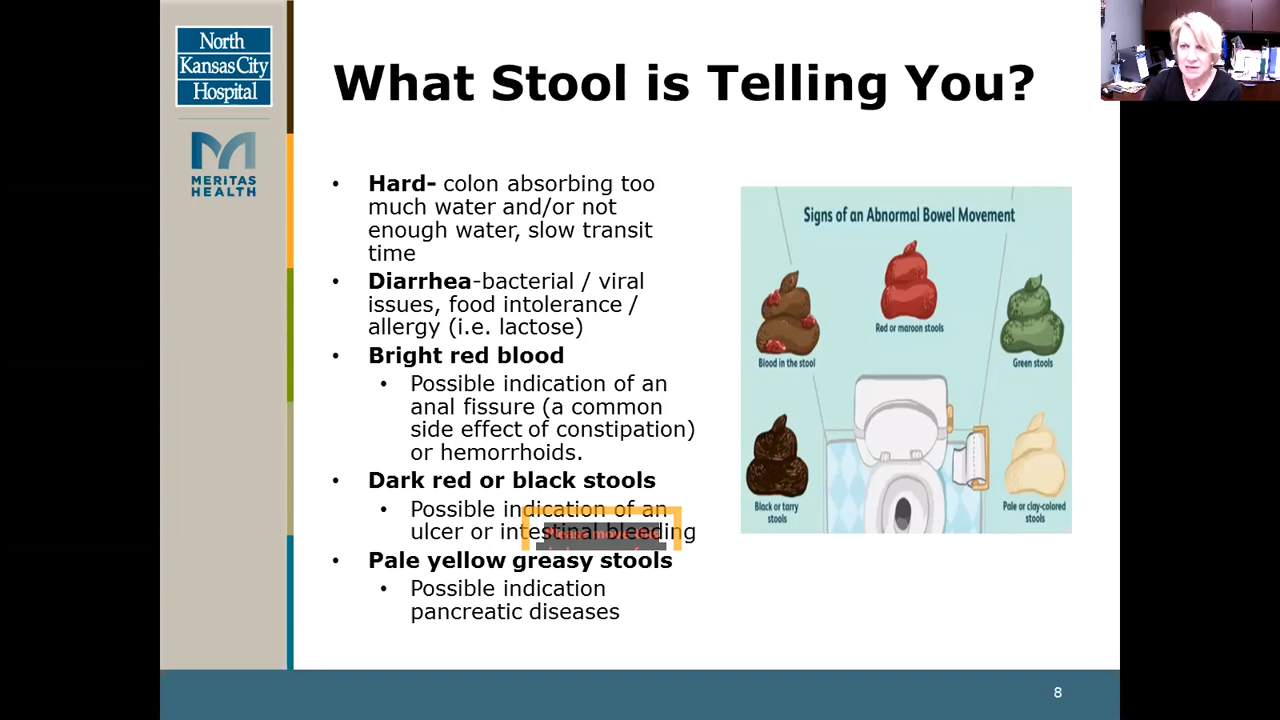 North
Kansas City
Hospital
MERITAS
HEALTH
What Stool is Telling You?
• Hard- colon absorbing too
much water and/or not
enough water, slow transit
time
• Diarrhea-bacterial / viral
issues, food intolerance /
allergy (i.e. lactose)
• Bright red blood
• Possible indication of an
anal fissure (a common
side effect of constipation)
or hemorrhoids.
• Dark red or black stools
• Possible indication of an
ulcer or intestinal bleeding
• Pale yellow greasy stools
• Possible indication
pancreatic diseases
Signs of an Abnormal Bowel Movement
Red or maroon stools
Blood in the stool
Green stools
Black or tarry
stools
Pale or clay-colored
stools
8